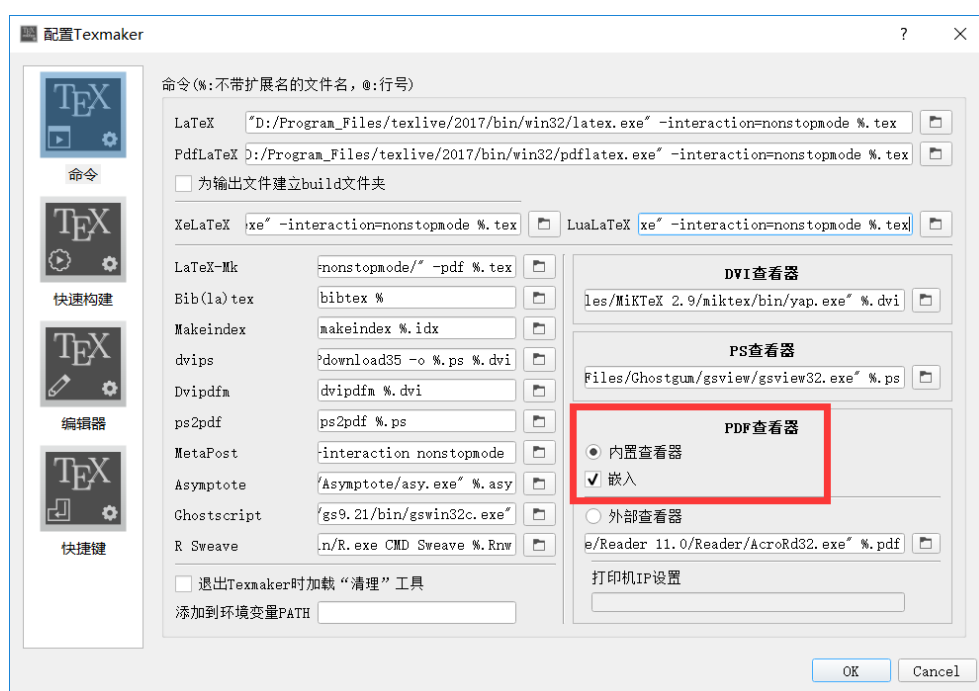 配置Texmaker
?
TEX
命令
TEX
快速构建
TEX
编辑器
TEX
快捷键
命令(%:不带扩展名的文件名，@:行号)
LaTeX "D:/Program_Files/texlive/2017/bin/win32/latex.exe" -interaction=nonstopmode %.tex
PdfLaTeX D:/Program_Files/texlive/2017/bin/win32/pdflatex.exe" -interaction=nonstopmode %.tex
为输出文件建立build文件夹
XeLaTeX xe" -interaction=nonstopmode %.tex LuaLaTeX xe" -interaction=nonstopmode %.tex
LaTeX-Mk =nonstopmode/" -pdf %.tex
Bib(la)tex bibtex %
Makeindex makeindex %.idx
dvips download35 -o %.ps %.dvi
Dvipdfm dvipdfm %.dvi
ps2pdf ps2pdf %.ps
MetaPost -interaction nonstopmode
Asymptote /Asymptote/asy.exe" %.asy
Ghostscript /gs9.21/bin/gswin32c.exe"
R Sweave n/R.exe CMD Sweave %.Rnw
退出Texmaker时加载“清理”工具
添加到环境变量PATH
DVI查看器
les/MiKTeX 2.9/miktex/bin/yap.exe" %.dvi
PS查看器
Files/Ghostgum/gsview/gsview32.exe" %.ps
PDF查看器
内置查看器
嵌入
外部查看器
e/Reader 11.0/Reader/AcroRd32.exe" %.pdf
打印机IP设置
OK Cancel